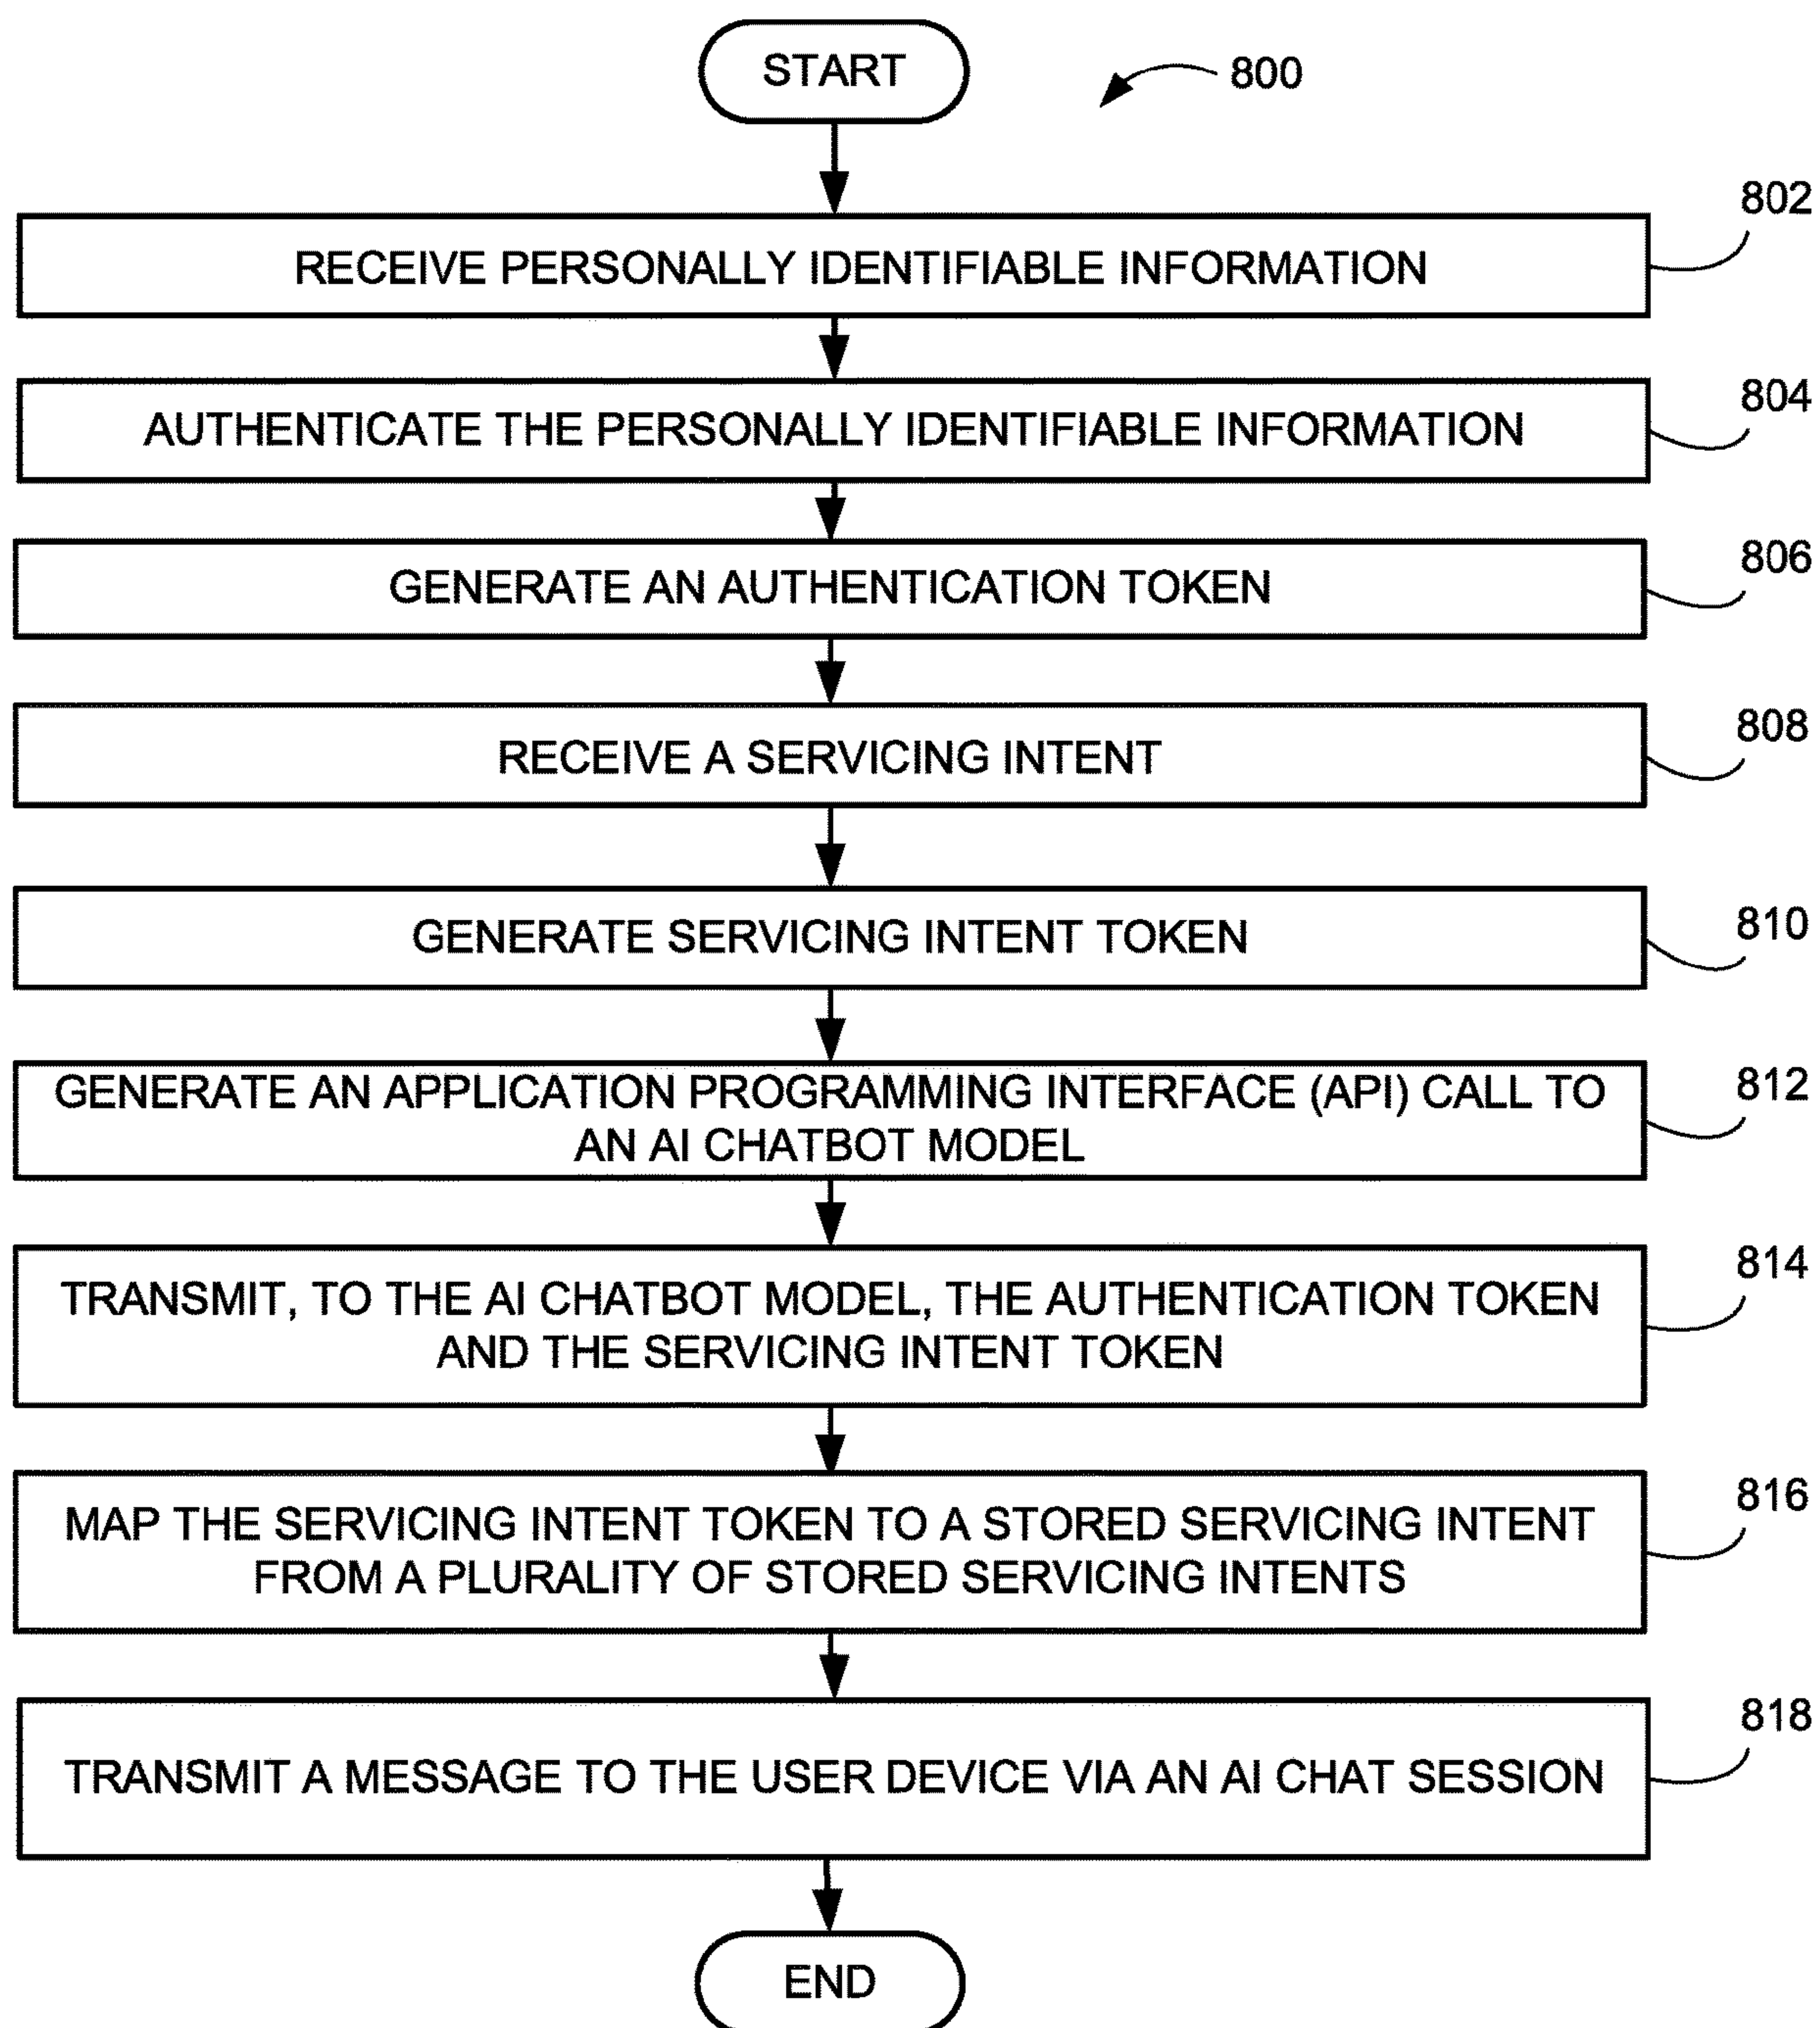 START
800
802
RECEIVE PERSONALLY IDENTIFIABLE INFORMATION
804
AUTHENTICATE THE PERSONALLY IDENTIFIABLE INFORMATION
806
GENERATE AN AUTHENTICATION TOKEN
808
RECEIVE A SERVICING INTENT
810
GENERATE SERVICING INTENT TOKEN
812
GENERATE AN APPLICATION PROGRAMMING INTERFACE (API) CALL TO
AN AI CHATBOT MODEL
814
TRANSMIT, TO THE AI CHATBOT MODEL, THE AUTHENTICATION TOKEN
AND THE SERVICING INTENT TOKEN
816
MAP THE SERVICING INTENT TOKEN TO A STORED SERVICING INTENT
FROM A PLURALITY OF STORED SERVICING INTENTS
818
TRANSMIT A MESSAGE TO THE USER DEVICE VIA AN AI CHAT SESSION
END